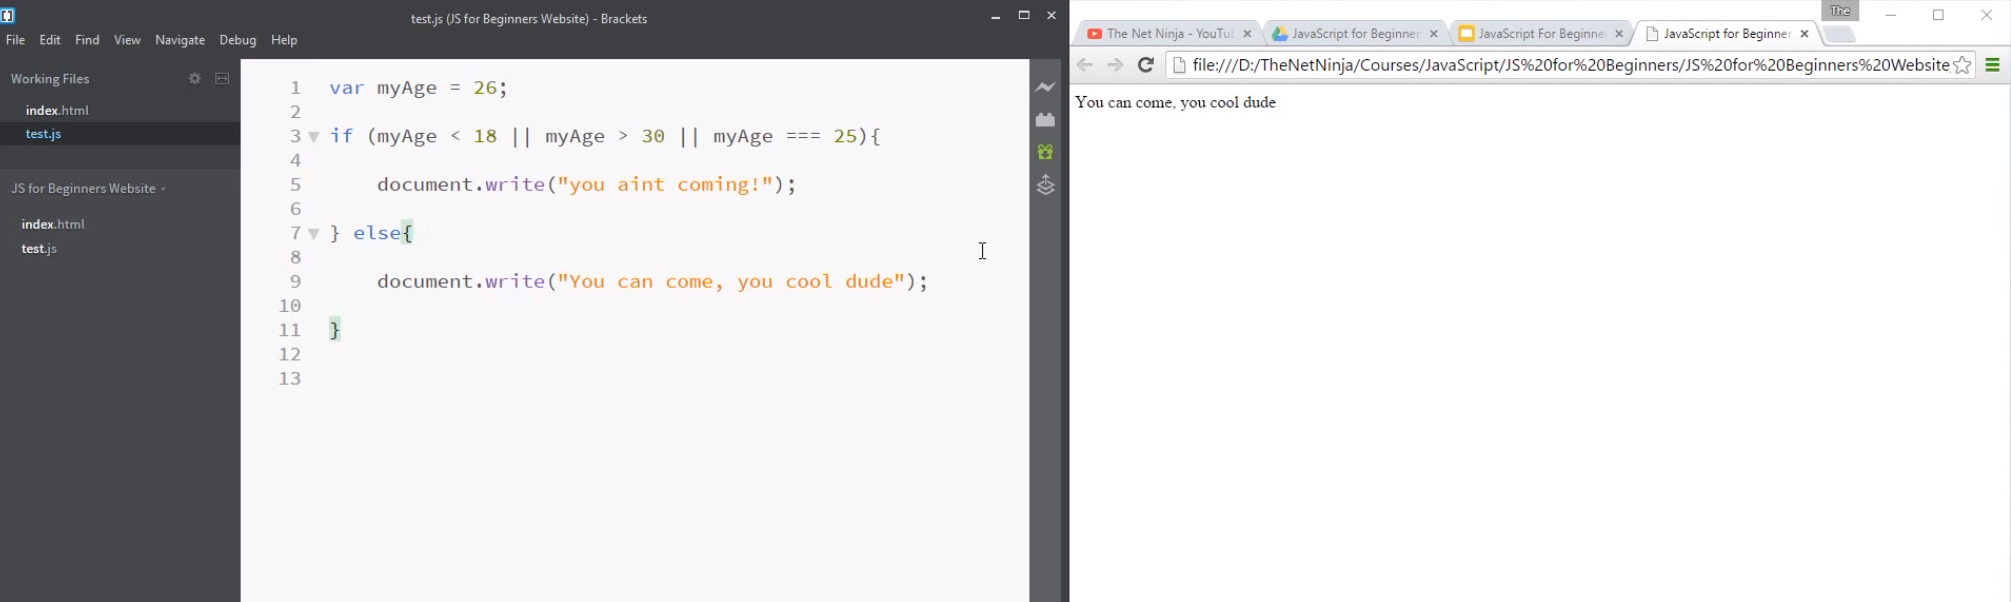 test.js (JS for Beginners Website) - Brackets
File Edit Find View Navigate Debug Help
Working Files
index.html
test.js
JS for Beginners Website
index.html
test.js
1 var myAge = 26;
2
3 if (myAge < 18 || myAge > 30 || myAge === 25){
4
5 document.write("you aint coming!");
6
7 } else{
8
9 document.write("You can come, you cool dude");
10
11 }
12
13
The
The Net Ninja - YouTu JavaScript for Beginner JavaScript For Beginne JavaScript for Beginner
file:///D:/TheNetNinja/Courses/JavaScript/JS%20for%20Beginners/JS%20for%20Beginners%20Website
You can come, you cool dude